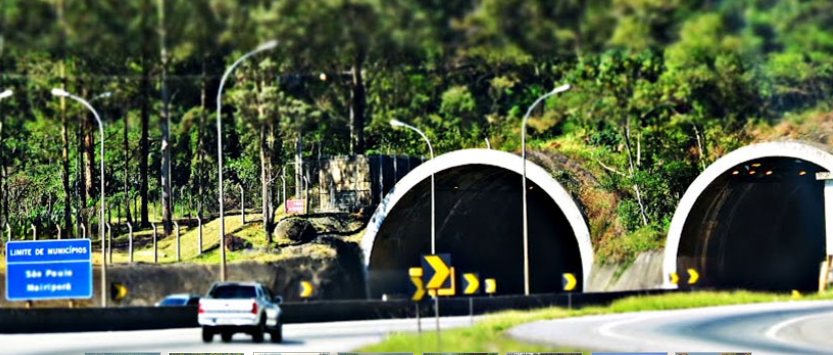 LIMITE DE MUNICÍPIOS
São Paulo
Mairiporã